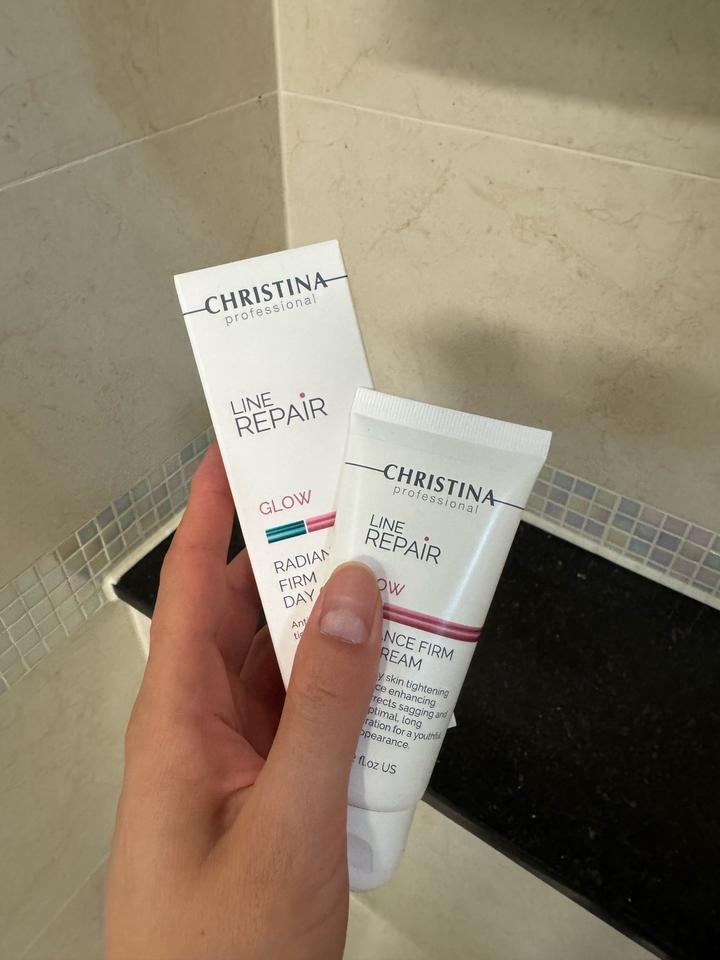 CHRISTINA
professional
LINE
REPAIR
GLOW
RADIAN
FIRM
DAY
CHRISTINA
professional
LINE
REPAIR
OW
ANCE FIRM
REAM
y skin tightening
ce enhancing
rrects sagging and
ptimal, long
ration for a youthful
ppearance.
fl.oz US